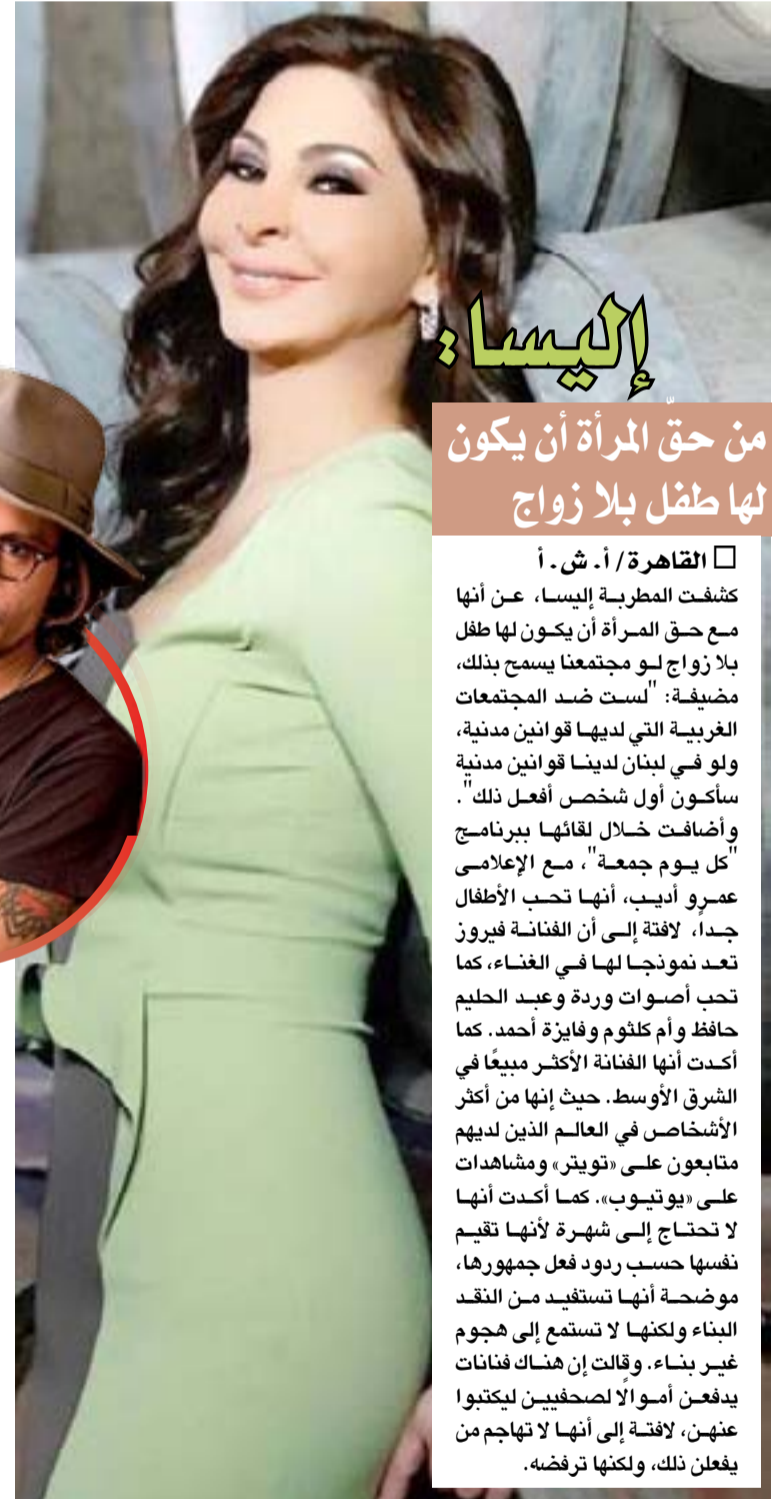 إليسا:
من حقّ المرأة أن يكون
لها طفل بلا زواج
□ القاهرة / أ. ش. أ
كشفت المطربة إليسا، عن أنها
مع حق المرأة أن يكون لها طفل
بلا زواج لو مجتمعنا يسمح بذلك،
مضيفة: "لست ضد المجتمعات
الغربية التي لديها قوانين مدنية،
ولو في لبنان لدينا قوانين مدنية
سأكون أول شخص أفعل ذلك".
وأضافت خلال لقائها ببرنامج
"كل يوم جمعة"، مع الإعلامى
عمرو أديب، أنها تحب الأطفال
جداً، لافتة إلى أن الفنانة فيروز
تعد نموذجا لها في الغناء، كما
تحب أصوات وردة وعبد الحليم
حافظ وأم كلثوم وفايزة أحمد. كما
أكدت أنها الفنانة الأكثر مبيعًا في
الشرق الأوسط. حيث إنها من أكثر
الأشخاص في العالم الذين لديهم
متابعون على «تويتر» ومشاهدات
على «يوتيوب». كما أكدت أنها
لا تحتاج إلى شهرة لأنها تقيم
نفسها حسب ردود فعل جمهورها،
موضحة أنها تستفيد من النقد
البناء ولكنها لا تستمع إلى هجوم
غير بناء. وقالت إن هناك فنانات
يدفعن أموالًا لصحفيين ليكتبوا
عنهن، لافتة إلى أنها لا تهاجم من
يفعلن ذلك، ولكنها ترفضه.